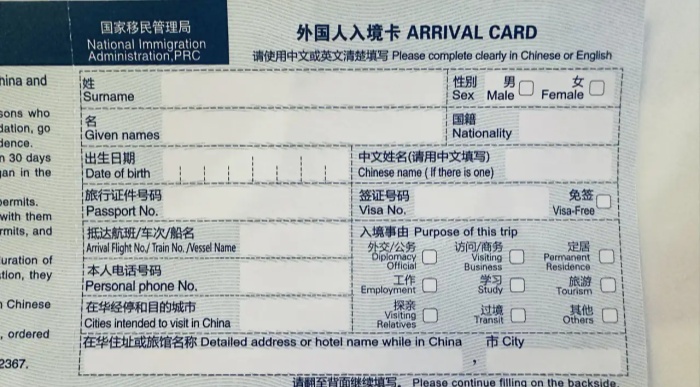 国家移民管理局
National Immigration
Administration,PRC
外国人入境卡 ARRIVAL CARD
请使用中文或英文清楚填写 Please complete clearly in Chinese or English
and
sons who
go
30 days
in the
with them
and
of
they
Chinese
ordered
2367.
姓
Surname
性别 男 女
Sex Male Female
名
Given names
国籍
Nationality
出生日期
Date of birth
中文姓名(请用中文填写)
Chinese name ( If there is one)
旅行证件号码
Passport No.
签证号码
Visa No.
免签
Visa-Free
抵达航班/车次/船名
Arrival Flight No./ Train No. /Vessel Name
入境事由 Purpose of this trip
外交/公务 访问/商务 定居
Diplomacy Visiting Permanent
Official Business Residence
本人电话号码
Personal phone No.
工作 学习 旅游
Employment Study Tourism
在华经停和目的城市
Cities intended to visit in China
探亲 过境 其他
Visiting Transit Others
Relatives
在华住址或旅馆名称 Detailed address or hotel name while in China 市 City
,
请翻至背面继续填写。 Please continue filling on the backside